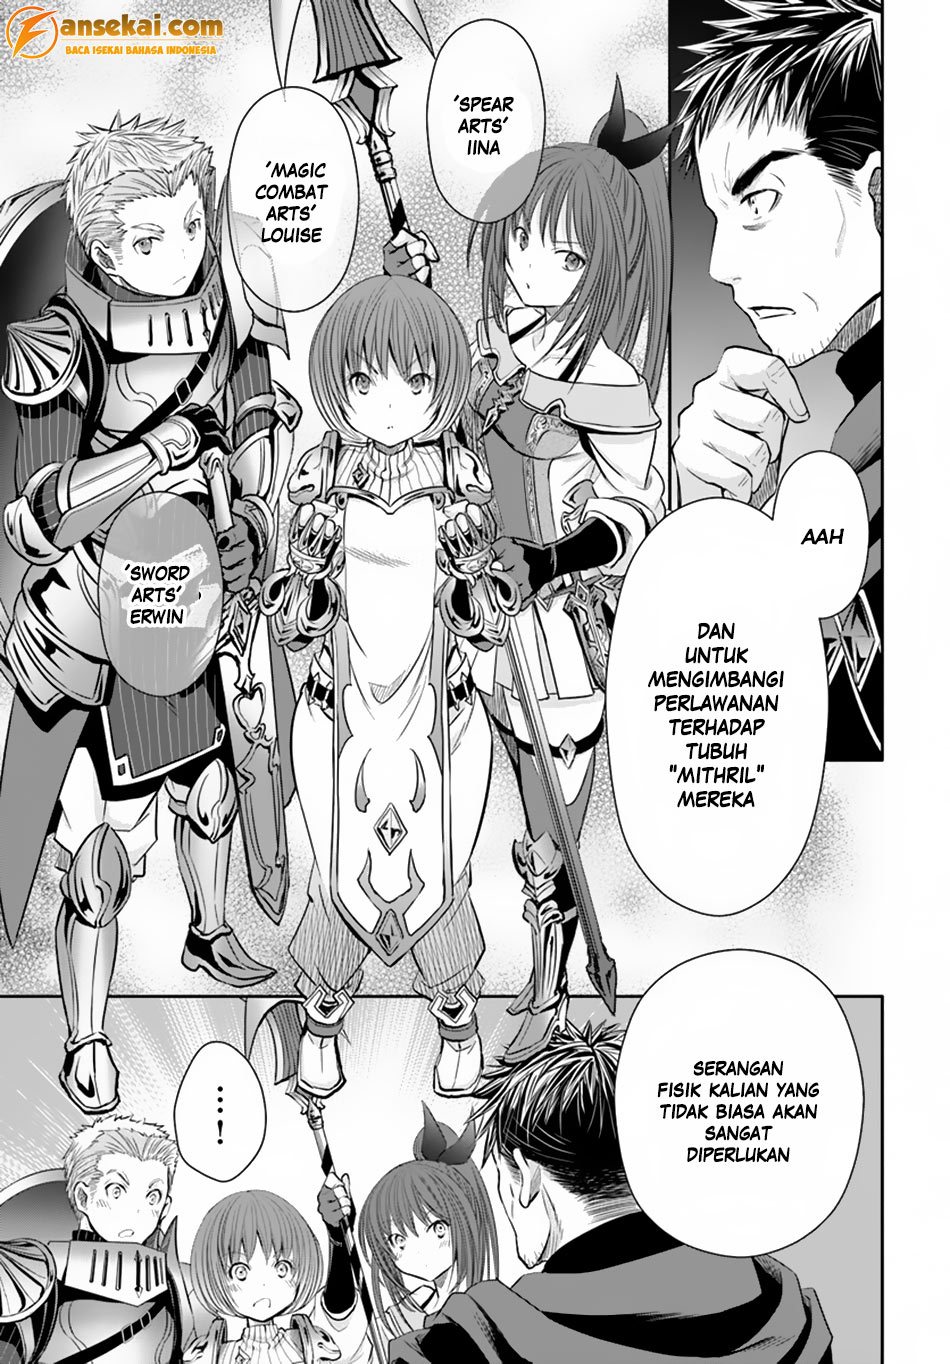 ansekai.com
BACA ISEKAI BAHASA INDONESIA
AAH
DAN
UNTUK
MENGIMBANGI
PERLAWANAN
TERHADAP
TUBUH
"MITHRIL"
MEREKA
'SPEAR
ARTS'
IINA
'MAGIC
COMBAT
ARTS'
LOUISE
'SWORD
ARTS'
ERWIN
SERANGAN
FISIK KALIAN YANG
TIDAK BIASA AKAN
SANGAT
DIPERLUKAN
...!